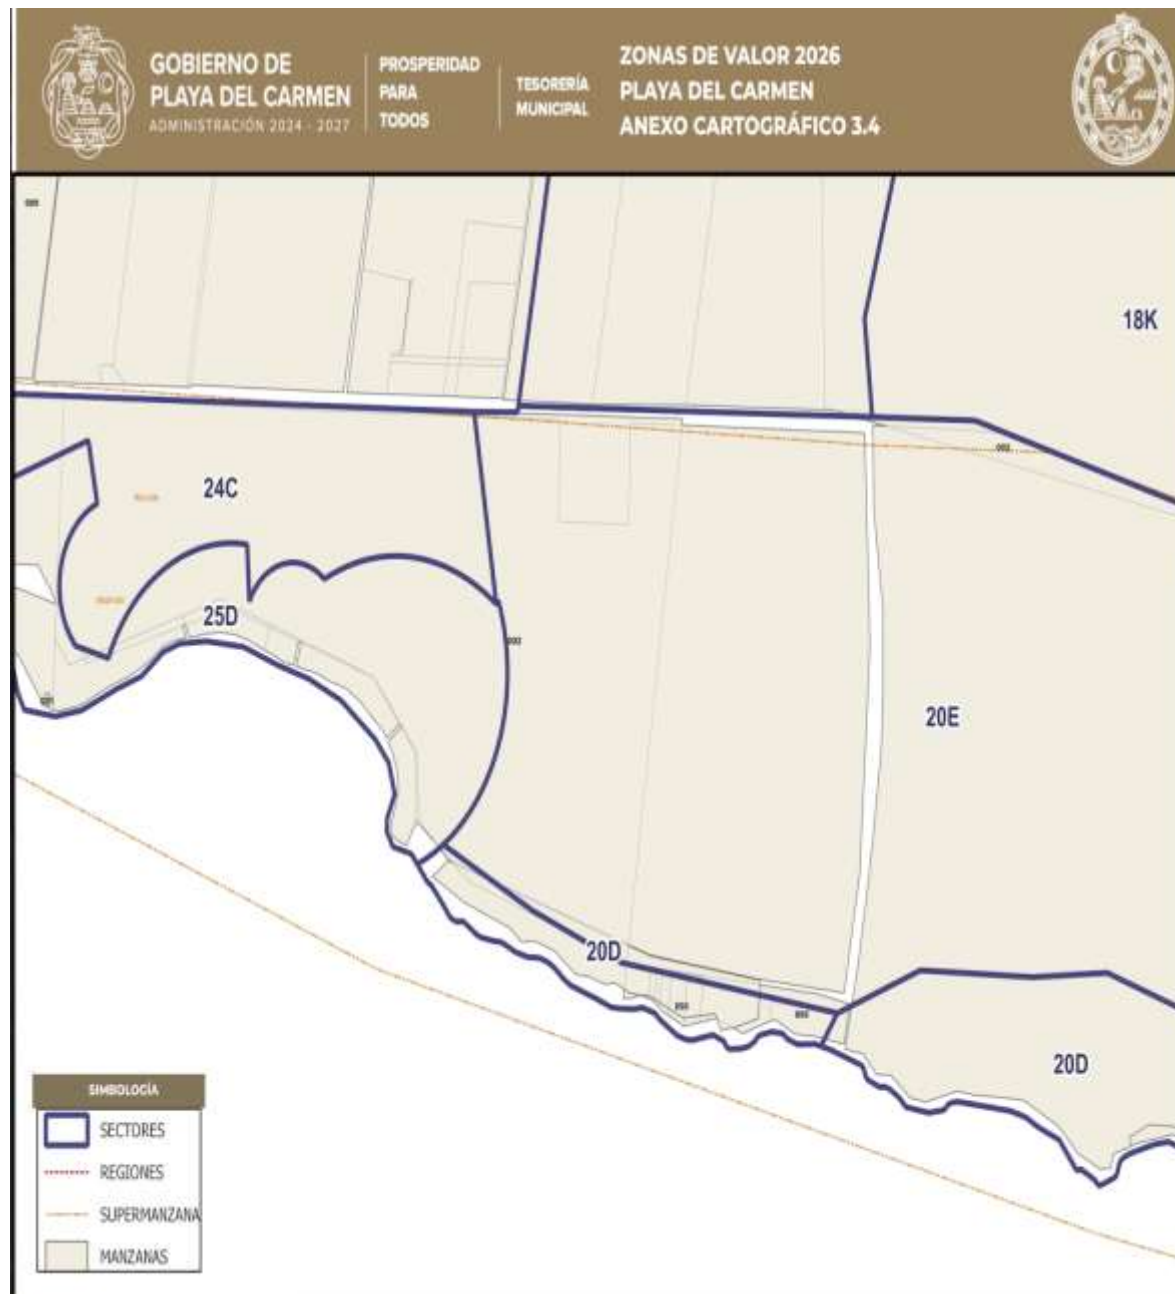 GOBIERNO DE
PLAYA DEL CARMEN
ADMINISTRACIÓN 2024 - 2027
PROSPERIDAD
PARA
TODOS
TESORERÍA
MUNICIPAL
ZONAS DE VALOR 2026
PLAYA DEL CARMEN
ANEXO CARTOGRÁFICO 3.4
18K
24C
25D
20E
20D
20D
SIMBOLOGÍA
SECTORES
REGIONES
SUPERMANZANA
MANZANAS